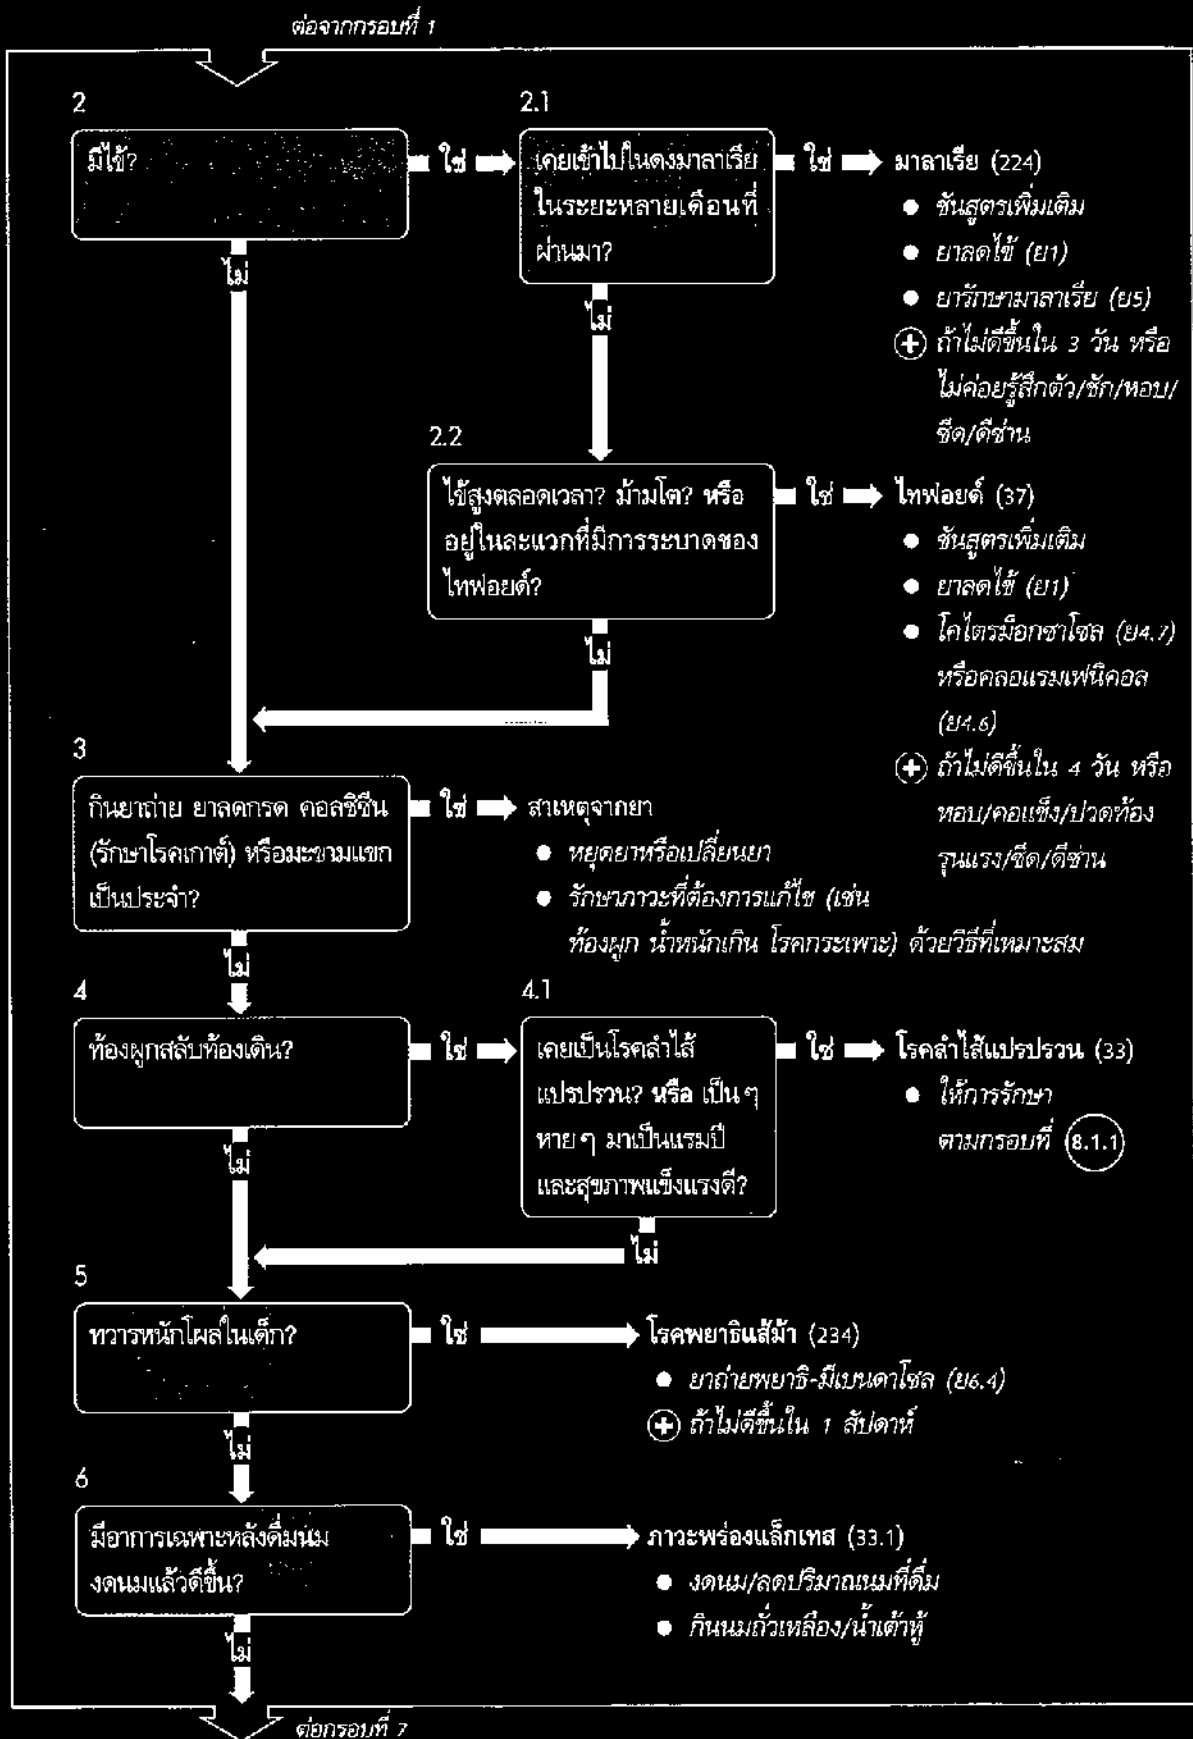 ต่อจากกรอบที่ 1
2
มีไข้?
ใช่
ไม่
2.1
เคยเข้าไปในดงมาลาเรีย
ในระยะหลายเดือนที่
ผ่านมา?
ใช่
ไม่
มาลาเรีย (224)
● ชันสูตรเพิ่มเติม
● ยาลดไข้ (ย1)
● ยารักษามาลาเรีย (ย5)
⊕ ถ้าไม่ดีขึ้นใน 3 วัน หรือ
ไม่ค่อยรู้สึกตัว/ชัก/หอบ/
ซีด/ดีซ่าน
2.2
ไข้สูงตลอดเวลา? ม้ามโต? หรือ
อยู่ในละแวกที่มีการระบาดของ
ไทฟอยด์?
ใช่
ไม่
ไทฟอยด์ (37)
● ชันสูตรเพิ่มเติม
● ยาลดไข้ (ย1)
● โคไตรม็อกซาโซล (ย4.7)
หรือคลอแรมเฟนิคอล
(ย4.6)
⊕ ถ้าไม่ดีขึ้นใน 4 วัน หรือ
หอบ/คอแข็ง/ปวดท้อง
รุนแรง/ซีด/ดีซ่าน
3
กินยาถ่าย ยาลดกรด คอลชิซีน
(รักษาโรคเกาต์) หรือมะขามแขก
เป็นประจำ?
ใช่
ไม่
สาเหตุจากยา
● หยุดยาหรือเปลี่ยนยา
● รักษาภาวะที่ต้องการแก้ไข (เช่น
ท้องผูก น้ำหนักเกิน โรคกระเพาะ) ด้วยวิธีที่เหมาะสม
4
ท้องผูกสลับท้องเดิน?
ใช่
ไม่
4.1
เคยเป็นโรคลำไส้
แปรปรวน? หรือ เป็นๆ
หายๆ มาเป็นแรมปี
และสุขภาพแข็งแรงดี?
ใช่
ไม่
โรคลำไส้แปรปรวน (33)
● ให้การรักษา
ตามกรอบที่ 8.1.1
5
ทวารหนักโผล่ในเด็ก?
ใช่
ไม่
โรคพยาธิแส้ม้า (234)
● ยาถ่ายพยาธิ-มีเบนดาโซล (ย6.4)
⊕ ถ้าไม่ดีขึ้นใน 1 สัปดาห์
6
มีอาการเฉพาะหลังดื่มนม
งดนมแล้วดีขึ้น?
ใช่
ไม่
ภาวะพร่องแล็กเทส (33.1)
● งดนม/ลดปริมาณนมที่ดื่ม
● กินนมถั่วเหลือง/น้ำเต้าหู้
ต่อกรอบที่ 7